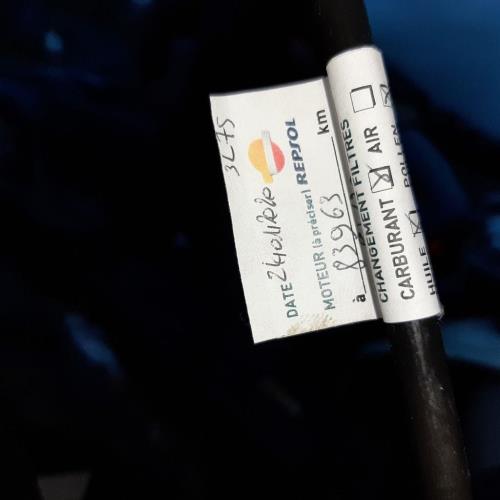 3L75
DATE 24/01/2020
REPSOL
MOTEUR (à préciser)
à 83963 km
CHANGEMENT FILTRES
CARBURANT AIR
HUILE POLLEN